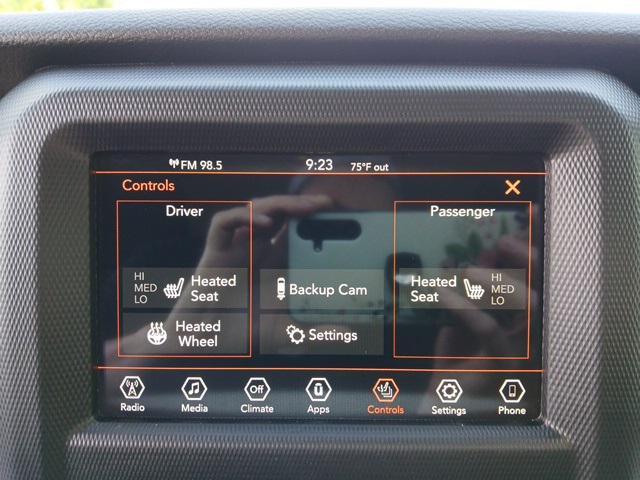 FM 98.5 9:23 75°F out
Controls
Driver
HI
MED
LO
Heated
Seat
Heated
Wheel
Backup Cam
Settings
Passenger
Heated
Seat
HI
MED
LO
Radio Media Off Climate Apps Controls Settings Phone